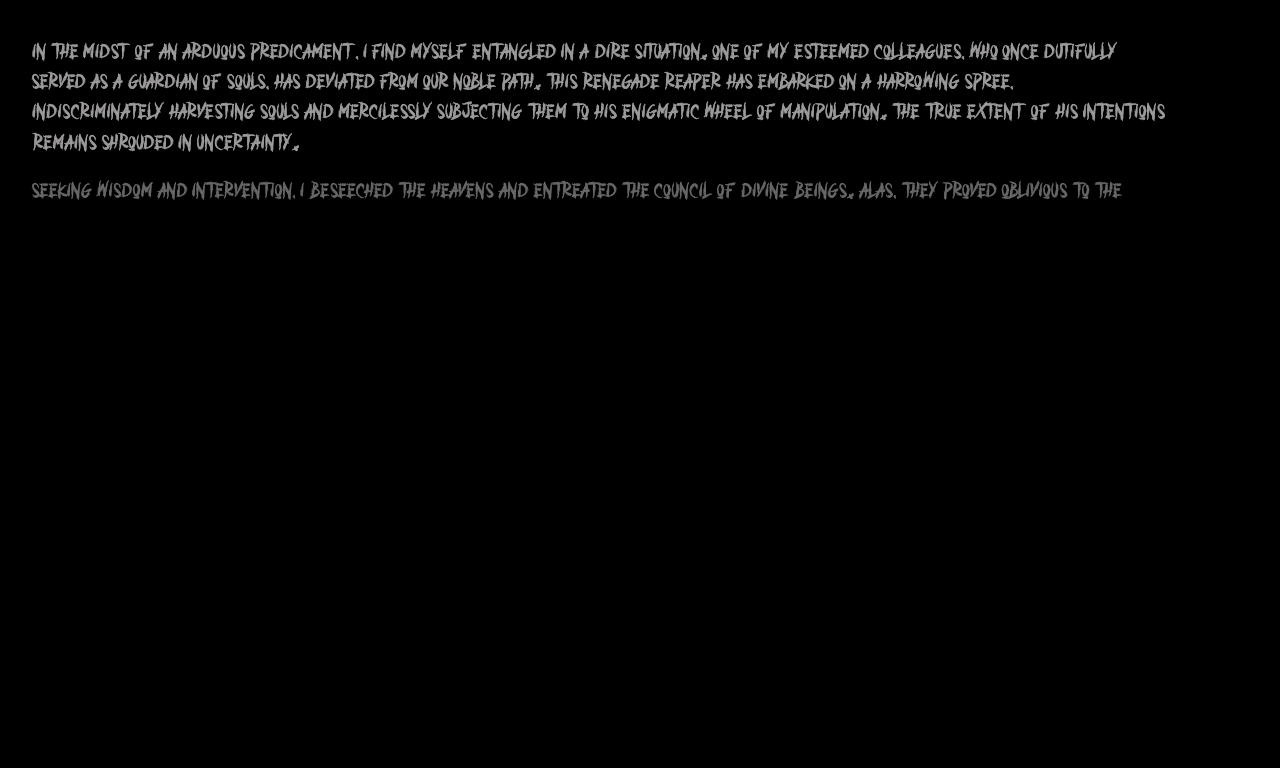 IN THE MIDST OF AN ARDUOUS PREDICAMENT, I FIND MYSELF ENTANGLED IN A DIRE SITUATION. ONE OF MY ESTEEMED COLLEAGUES, WHO ONCE DUTIFULLY
SERVED AS A GUARDIAN OF SOULS, HAS DEVIATED FROM OUR NOBLE PATH. THIS RENEGADE REAPER HAS EMBARKED ON A HARROWING SPREE,
INDISCRIMINATELY HARVESTING SOULS AND MERCILESSLY SUBJECTING THEM TO HIS ENIGMATIC WHEEL OF MANIPULATION. THE TRUE EXTENT OF HIS INTENTIONS
REMAINS SHROUDED IN UNCERTAINTY.
SEEKING WISDOM AND INTERVENTION, I BESEECHED THE HEAVENS AND ENTREATED THE COUNCIL OF DIVINE BEINGS. ALAS, THEY PROVED OBLIVIOUS TO THE